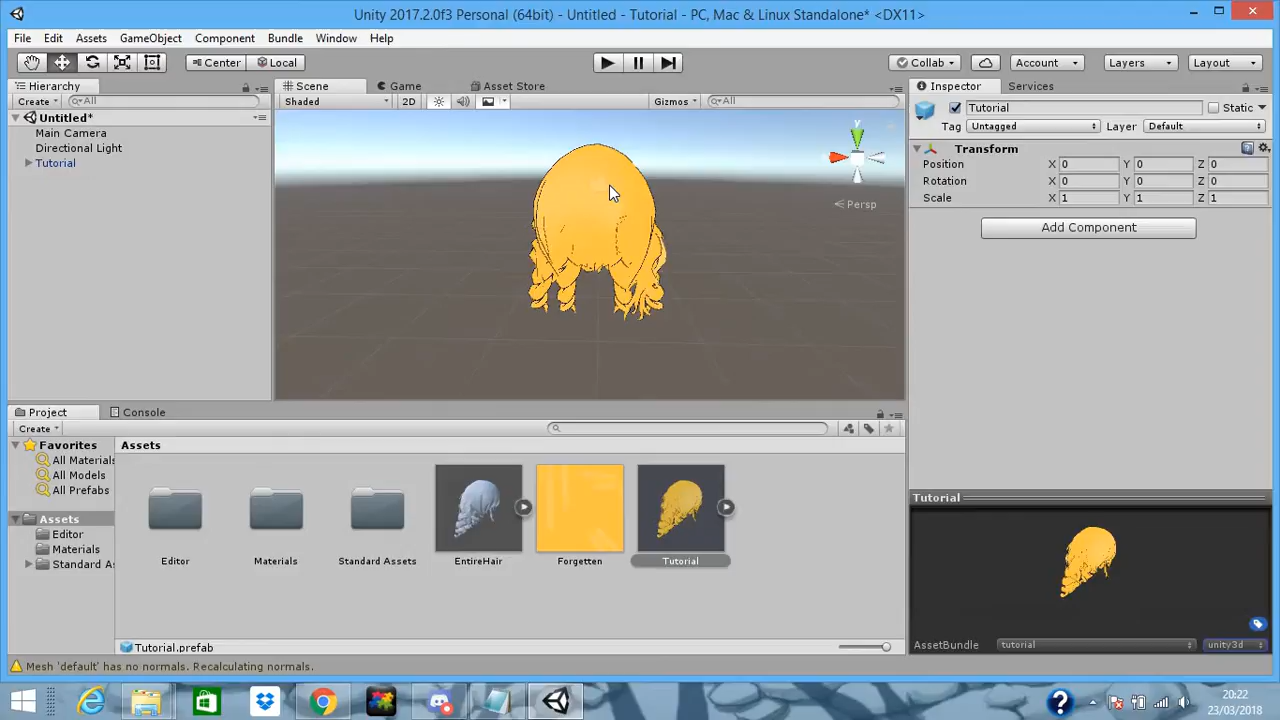 Unity 2017.2.0f3 Personal (64bit) - Untitled - Tutorial - PC, Mac & Linux Standalone* <DX11>
File Edit Assets GameObject Component Bundle Window Help
Center Local Collab Account Layers Layout
Hierarchy
Create All
Untitled*
Main Camera
Directional Light
Tutorial
Scene Game Asset Store
Shaded 2D Gizmos All
y
Persp
Inspector Services
Tutorial Static
Tag Untagged Layer Default
Transform
Position X 0 Y 0 Z 0
Rotation X 0 Y 0 Z 0
Scale X 1 Y 1 Z 1
Add Component
Project Console
Create
Favorites
All Materials
All Models
All Prefabs
Assets
Editor
Materials
Standard As
Assets
Editor Materials Standard Assets EntireHair Forgetten Tutorial
Tutorial.prefab
Tutorial
AssetBundle tutorial unity3d
Mesh 'default' has no normals. Recalculating normals.
20:22
23/03/2018